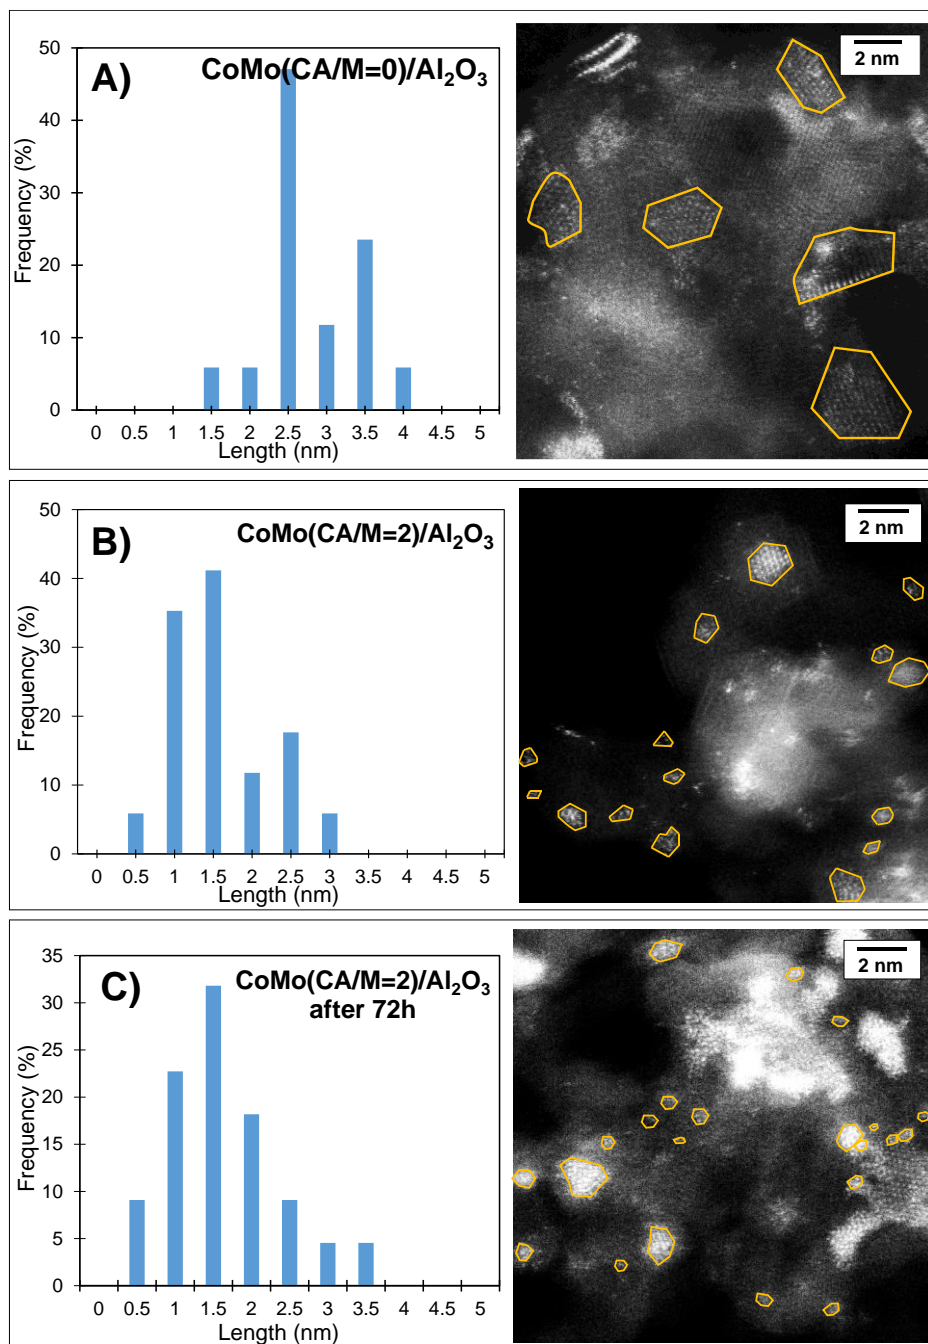 A)
CoMo(CA/M=0)/Al₂O₃
2 nm
Frequency (%)
50
40
30
20
10
0
0 0.5 1 1.5 2 2.5 3 3.5 4 4.5 5
Length (nm)
B)
CoMo(CA/M=2)/Al₂O₃
2 nm
Frequency (%)
50
40
30
20
10
0
0 0.5 1 1.5 2 2.5 3 3.5 4 4.5 5
Length (nm)
C)
CoMo(CA/M=2)/Al₂O₃
after 72h
2 nm
Frequency (%)
35
30
25
20
15
10
5
0
0 0.5 1 1.5 2 2.5 3 3.5 4 4.5 5
Length (nm)